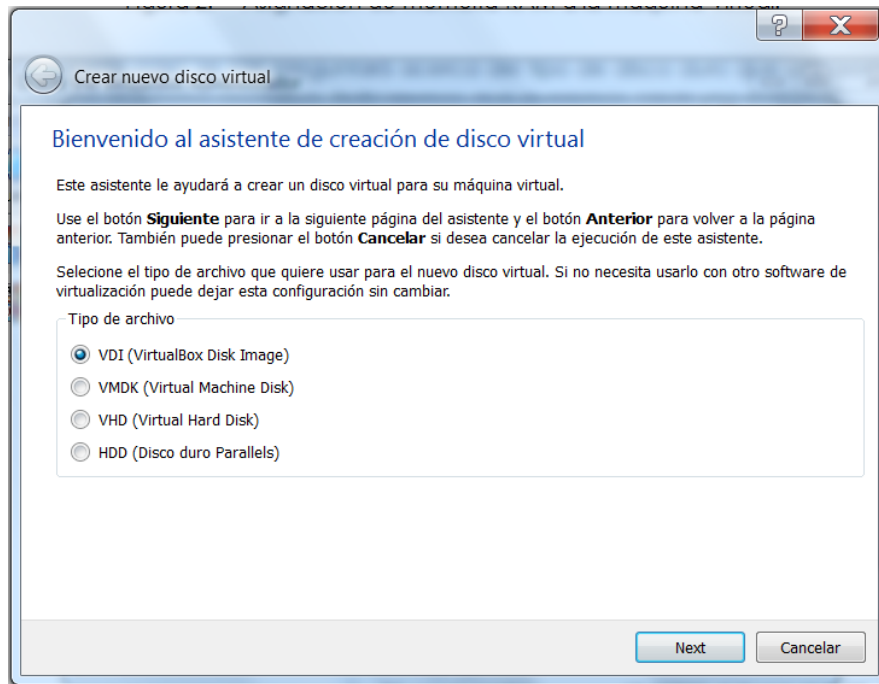 Crear nuevo disco virtual
Bienvenido al asistente de creación de disco virtual
Este asistente le ayudará a crear un disco virtual para su máquina virtual.
Use el botón Siguiente para ir a la siguiente página del asistente y el botón Anterior para volver a la página
anterior. También puede presionar el botón Cancelar si desea cancelar la ejecución de este asistente.
Selecione el tipo de archivo que quiere usar para el nuevo disco virtual. Si no necesita usarlo con otro software de
virtualización puede dejar esta configuración sin cambiar.
Tipo de archivo
VDI (VirtualBox Disk Image)
VMDK (Virtual Machine Disk)
VHD (Virtual Hard Disk)
HDD (Disco duro Parallels)
Next
Cancelar